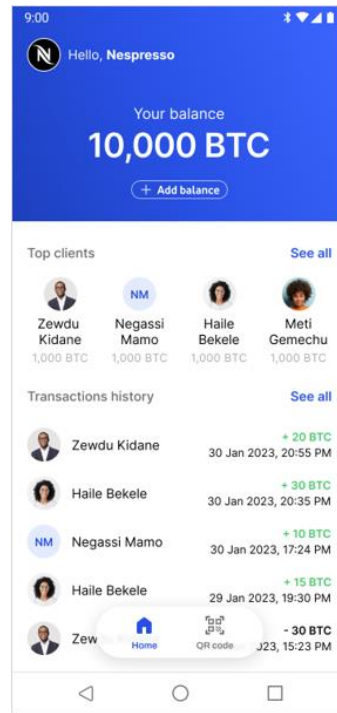 9:00
N
Hello, Nespresso
Your balance
10,000 BTC
+ Add balance
Top clients See all
NM
Zewdu Kidane
1,000 BTC
Negassi Mamo
1,000 BTC
Haile Bekele
1,000 BTC
Meti Gemechu
1,000 BTC
Transactions history See all
Zewdu Kidane
+ 20 BTC
30 Jan 2023, 20:55 PM
Haile Bekele
+ 30 BTC
30 Jan 2023, 20:35 PM
NM
Negassi Mamo
+ 10 BTC
30 Jan 2023, 17:24 PM
Haile Bekele
+ 15 BTC
29 Jan 2023, 19:30 PM
- 30 BTC
023, 15:23 PM
Home
QR code